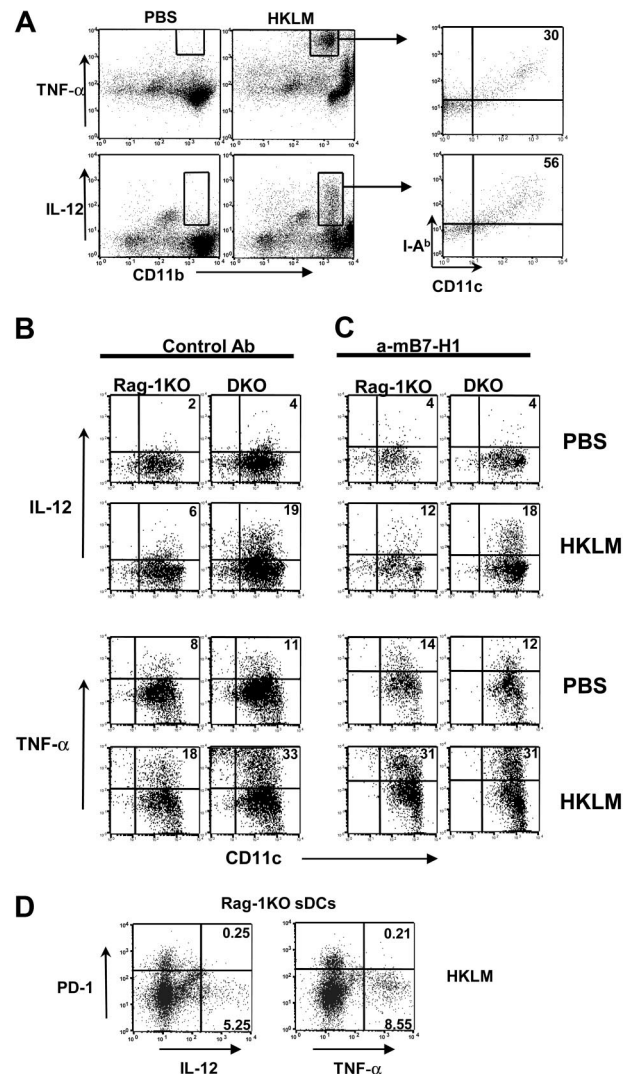 A
PBS
HKLM
TNF-α
30
IL-12
56
CD11b
I-Aᵇ
CD11c
B
C
Control Ab
a-mB7-H1
Rag-1KO
DKO
Rag-1KO
DKO
2
4
4
4
PBS
IL-12
6
19
12
18
HKLM
8
11
14
12
PBS
TNF-α
18
33
31
31
HKLM
CD11c
D
Rag-1KO sDCs
0.25
0.21
PD-1
HKLM
5.25
8.55
IL-12
TNF-α